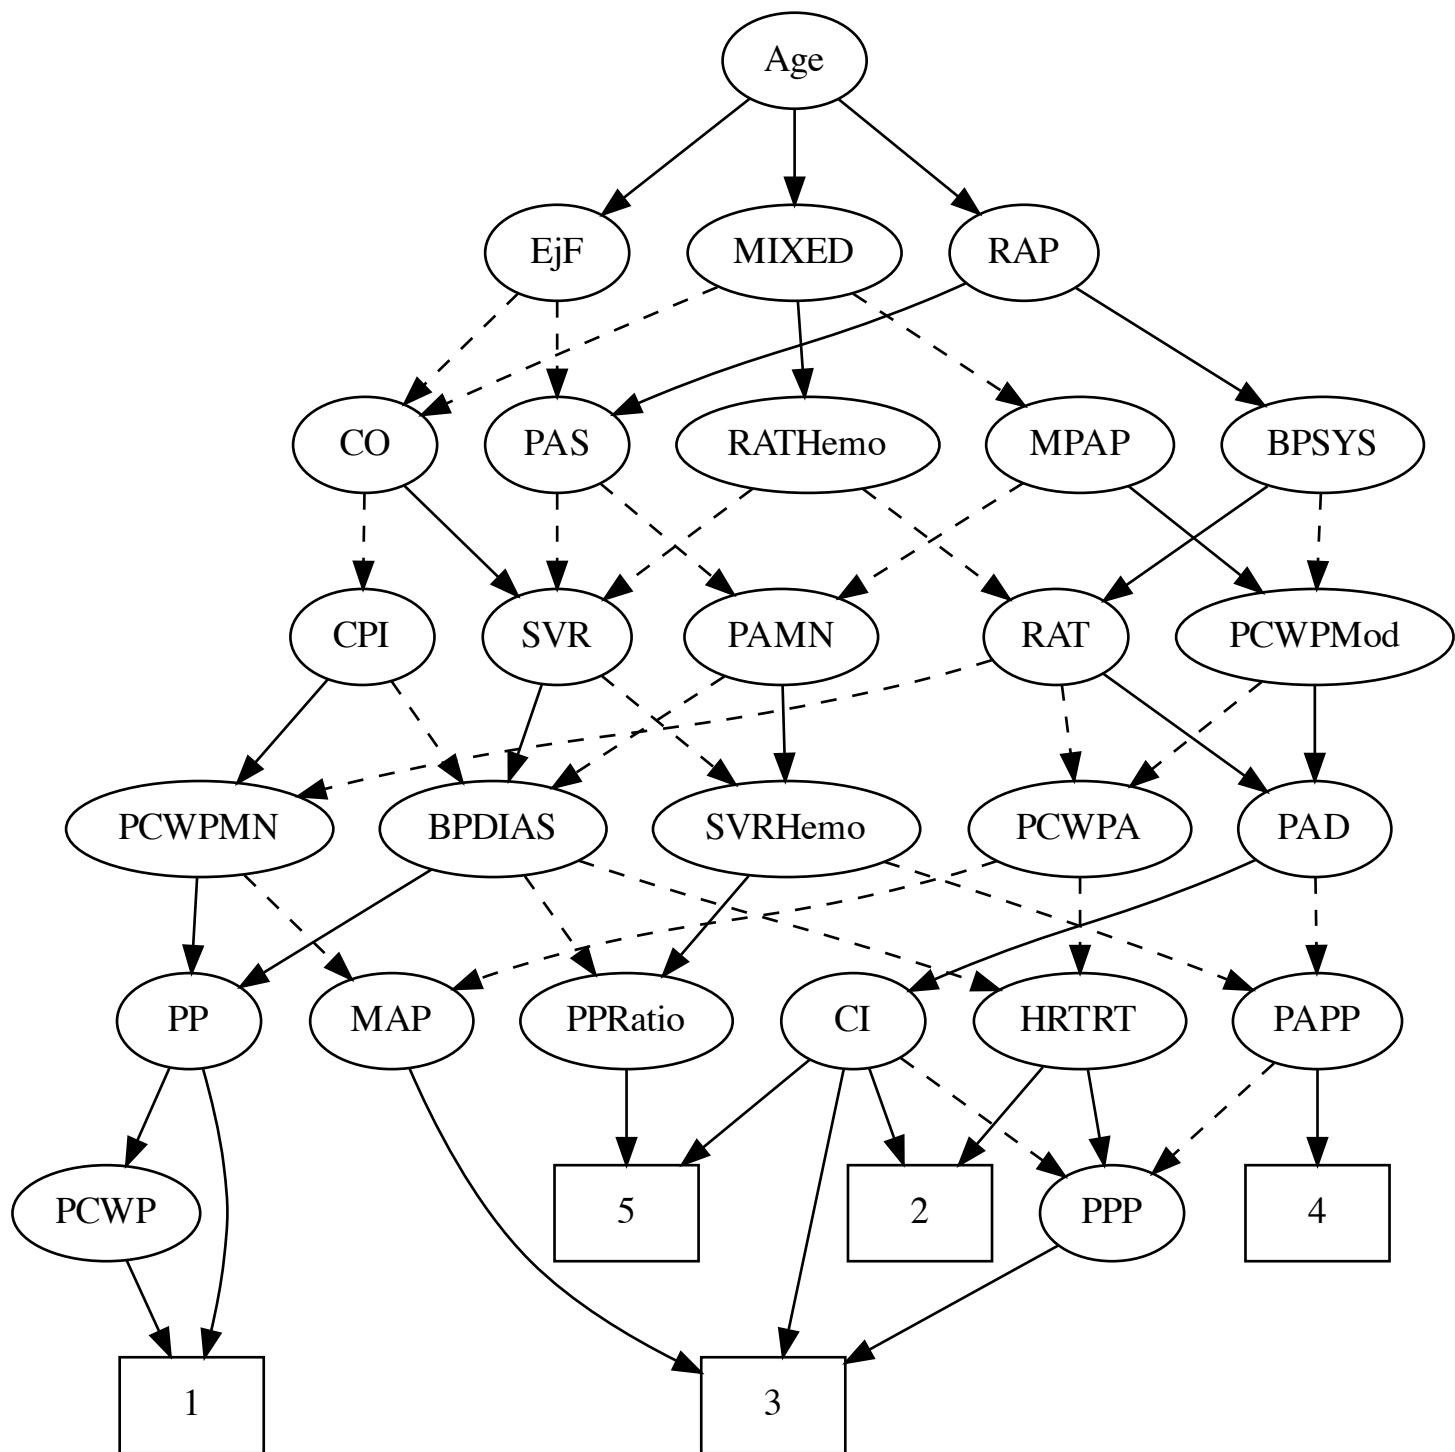 Age
EjF
MIXED
RAP
CO
PAS
RATHemo
MPAP
BPSYS
CPI
SVR
PAMN
RAT
PCWPMod
PCWPMN
BPDIAS
SVRHemo
PCWPA
PAD
PP
MAP
PPRatio
CI
HRTRT
PAPP
PCWP
5
2
PPP
4
1
3